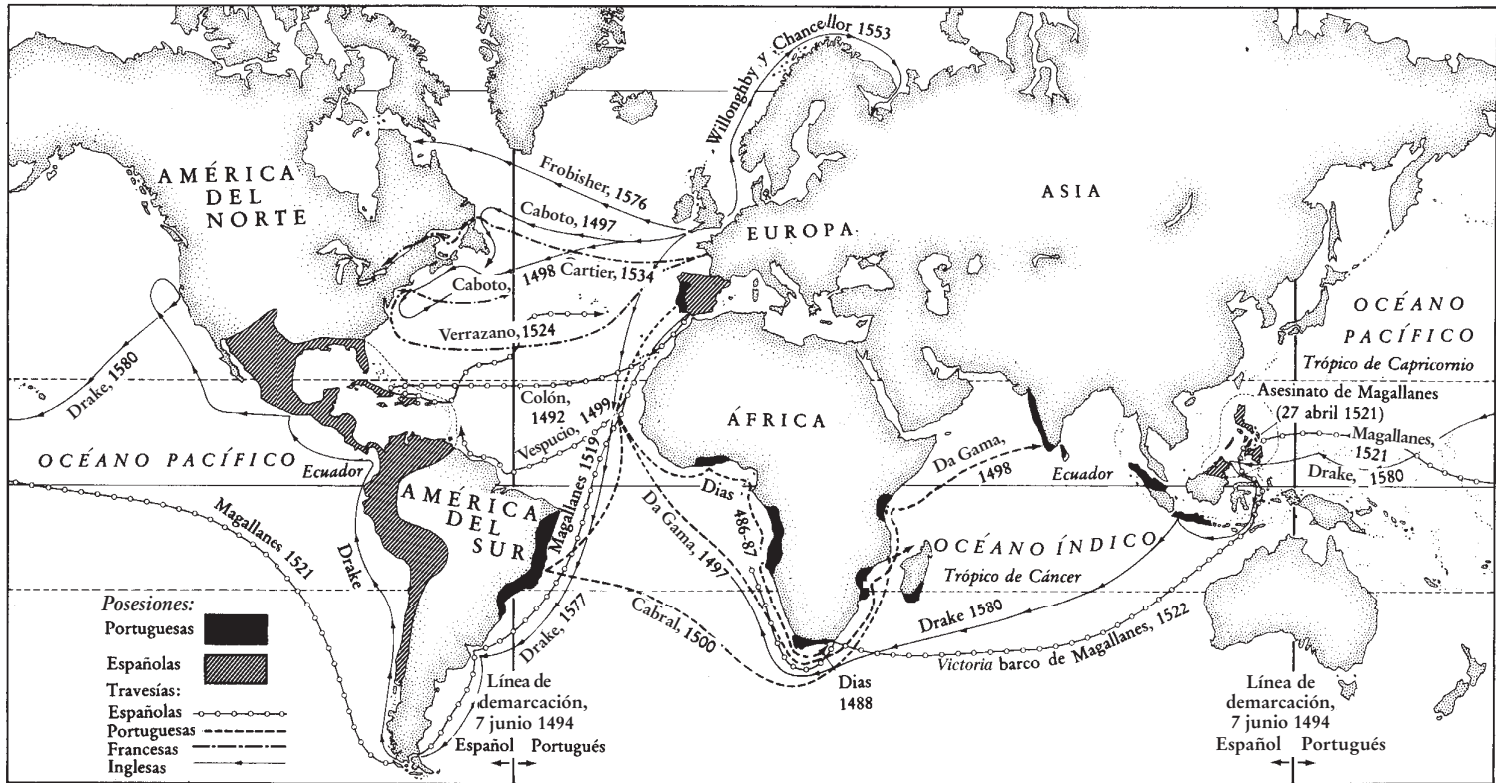 Willonghby y Chancellor 1553
AMÉRICA
DEL
NORTE
Frobisher, 1576
Caboto, 1497
EUROPA
ASIA
1498 Cartier, 1534
Caboto,
Verrazano, 1524
OCÉANO
PACÍFICO
Trópico de Capricornio
Drake, 1580
Colón,
1492
Vespucio, 1499
ÁFRICA
Asesinato de Magallanes
(27 abril 1521)
Magallanes,
1521
Drake, 1580
OCÉANO PACÍFICO
Ecuador
Da Gama,
1498
Ecuador
AMÉRICA
DEL
SUR
Magallanes 1519
Dias
486-87
Da Gama, 1497
Magallanes 1521
Drake
OCÉANO ÍNDICO
Trópico de Cáncer
Drake, 1577
Cabral, 1500
Drake 1580
Victoria barco de Magallanes, 1522
Dias
1488
Posesiones:
Portuguesas
Españolas
Travesías:
Españolas
Portuguesas
Francesas
Inglesas
Línea de
demarcación,
7 junio 1494
Español Portugués
Línea de
demarcación,
7 junio 1494
Español Portugués